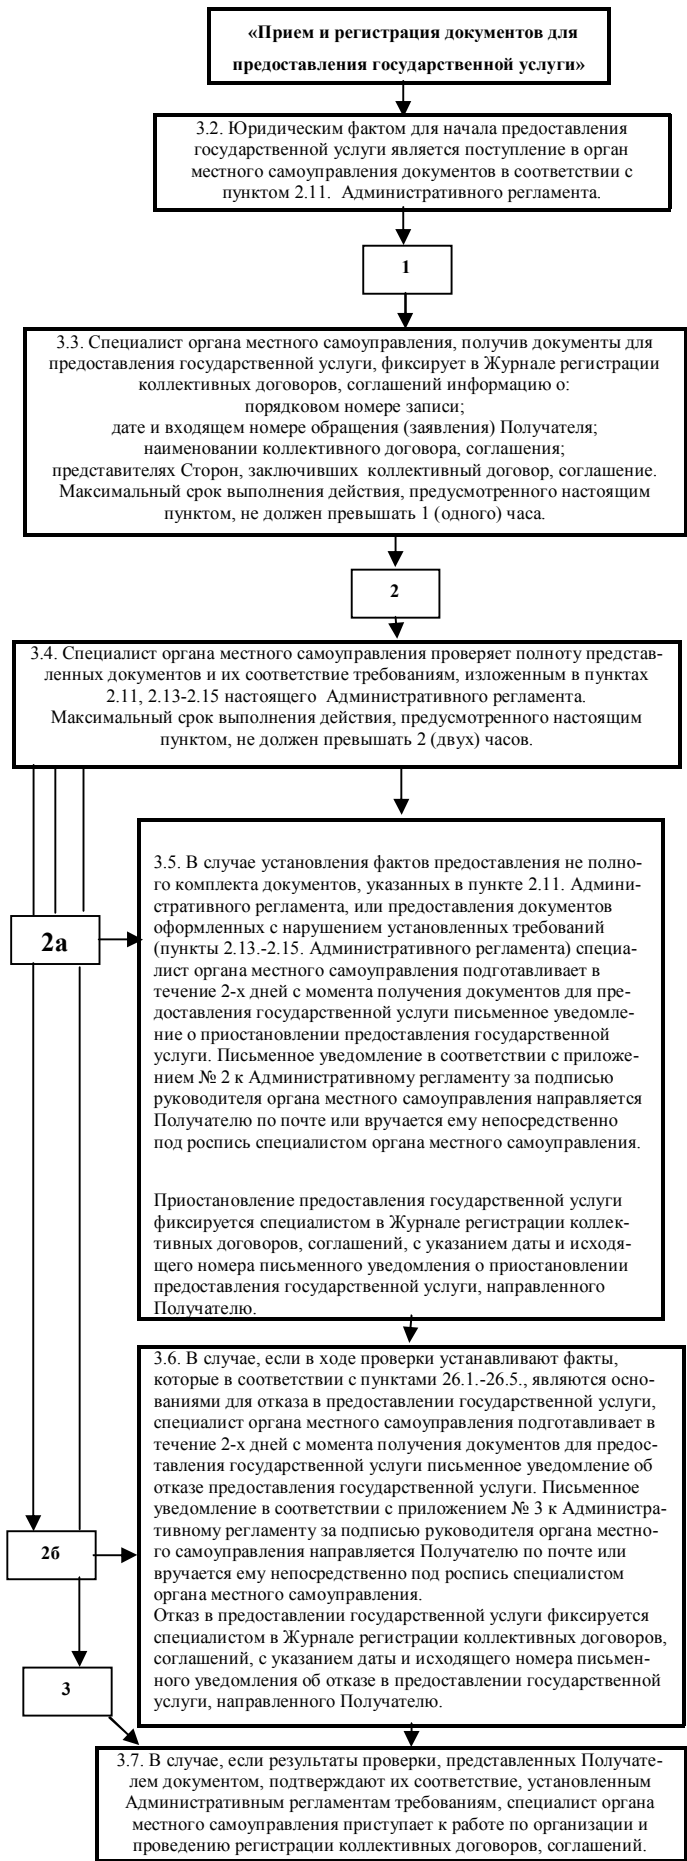 «Прием и регистрация документов для
предоставления государственной услуги»
3.2. Юридическим фактом для начала предоставления
государственной услуги является поступление в орган
местного самоуправления документов в соответствии с
пунктом 2.11. Административного регламента.
1
3.3. Специалист органа местного самоуправления, получив документы для
предоставления государственной услуги, фиксирует в Журнале регистрации
коллективных договоров, соглашений информацию о:
порядковом номере записи;
дате и входящем номере обращения (заявления) Получателя;
наименовании коллективного договора, соглашения;
представителях Сторон, заключивших коллективный договор, соглашение.
Максимальный срок выполнения действия, предусмотренного настоящим
пунктом, не должен превышать 1 (одного) часа.
2
3.4. Специалист органа местного самоуправления проверяет полноту представ-
ленных документов и их соответствие требованиям, изложенным в пунктах
2.11, 2.13-2.15 настоящего Административного регламента.
Максимальный срок выполнения действия, предусмотренного настоящим
пунктом, не должен превышать 2 (двух) часов.
2а
3.5. В случае установления фактов предоставления не полно-
го комплекта документов, указанных в пункте 2.11. Админи-
стративного регламента, или предоставления документов
оформленных с нарушением установленных требований
(пункты 2.13.-2.15. Административного регламента) специа-
лист органа местного самоуправления подготавливает в
течение 2-х дней с момента получения документов для пре-
доставления государственной услуги письменное уведомле-
ние о приостановлении предоставления государственной
услуги. Письменное уведомление в соответствии с приложе-
нием № 2 к Административному регламенту за подписью
руководителя органа местного самоуправления направляется
Получателю по почте или вручается ему непосредственно
под роспись специалистом органа местного самоуправления.
Приостановление предоставления государственной услуги
фиксируется специалистом в Журнале регистрации коллек-
тивных договоров, соглашений, с указанием даты и исходя-
щего номера письменного уведомления о приостановлении
предоставления государственной услуги, направленного
Получателю.
2б
3.6. В случае, если в ходе проверки устанавливают факты,
которые в соответствии с пунктами 26.1.-26.5., являются осно-
ваниями для отказа в предоставлении государственной услуги,
специалист органа местного самоуправления подготавливает в
течение 2-х дней с момента получения документов для предос-
тавления государственной услуги письменное уведомление об
отказе предоставления государственной услуги. Письменное
уведомление в соответствии с приложением № 3 к Администра-
тивному регламенту за подписью руководителя органа местно-
го самоуправления направляется Получателю по почте или
вручается ему непосредственно под роспись специалистом
органа местного самоуправления.
Отказ в предоставлении государственной услуги фиксируется
специалистом в Журнале регистрации коллективных договоров,
соглашений, с указанием даты и исходящего номера письмен-
ного уведомления об отказе в предоставлении государственной
услуги, направленного Получателю.
3
3.7. В случае, если результаты проверки, представленных Получате-
лем документом, подтверждают их соответствие, установленным
Административным регламентам требованиям, специалист органа
местного самоуправления приступает к работе по организации и
проведению регистрации коллективных договоров, соглашений.